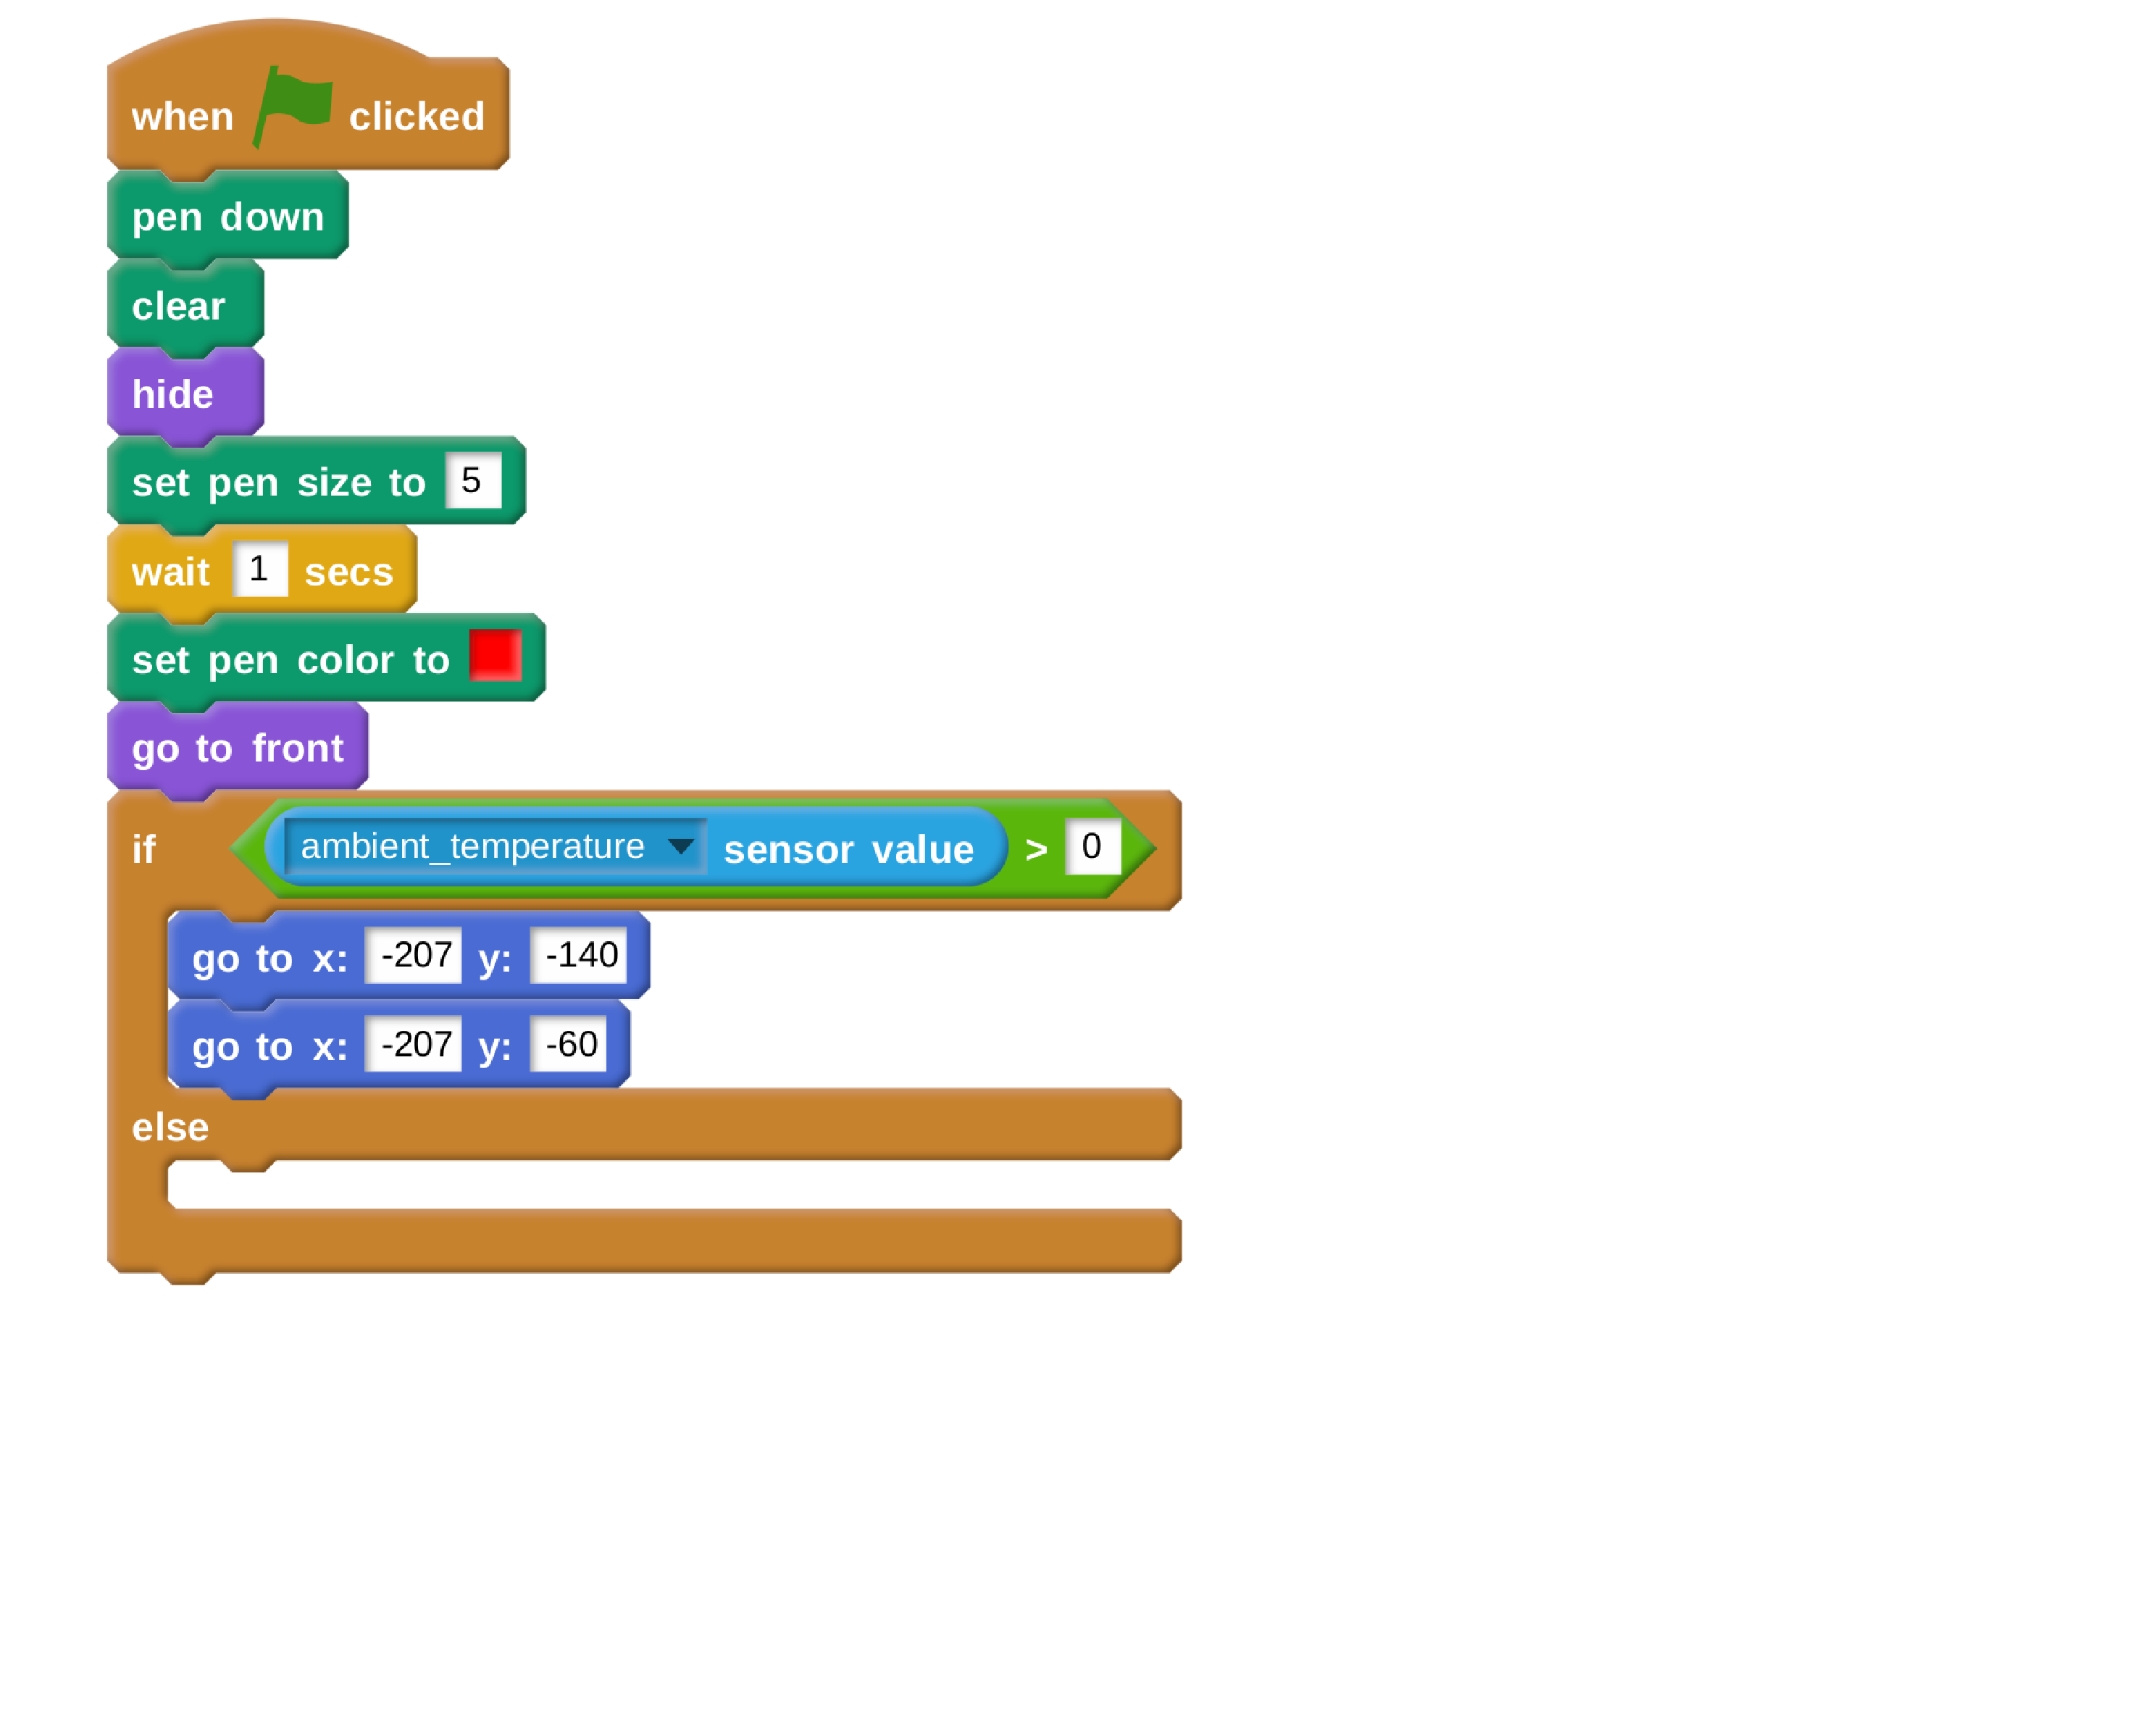 when clicked
pen down
clear
hide
set pen size to 5
wait 1 secs
set pen color to
go to front
if ambient_temperature sensor value > 0
go to x: -207 y: -140
go to x: -207 y: -60
else